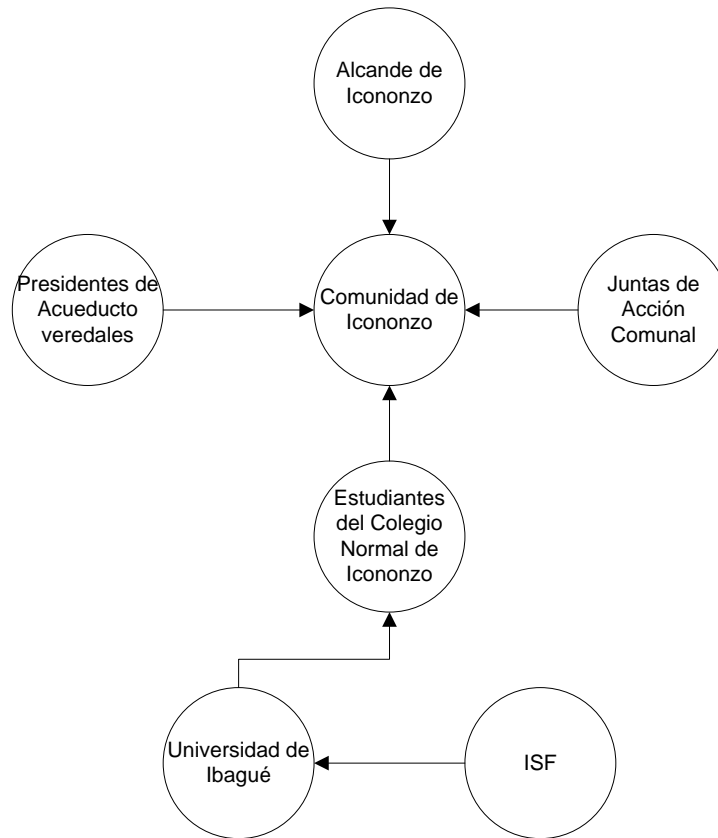 Alcande de
Icononzo
Presidentes de
Acueducto
veredales
Comunidad de
Icononzo
Juntas de
Acción
Comunal
Estudiantes
del Colegio
Normal de
Icononzo
Universidad de
Ibagué
ISF